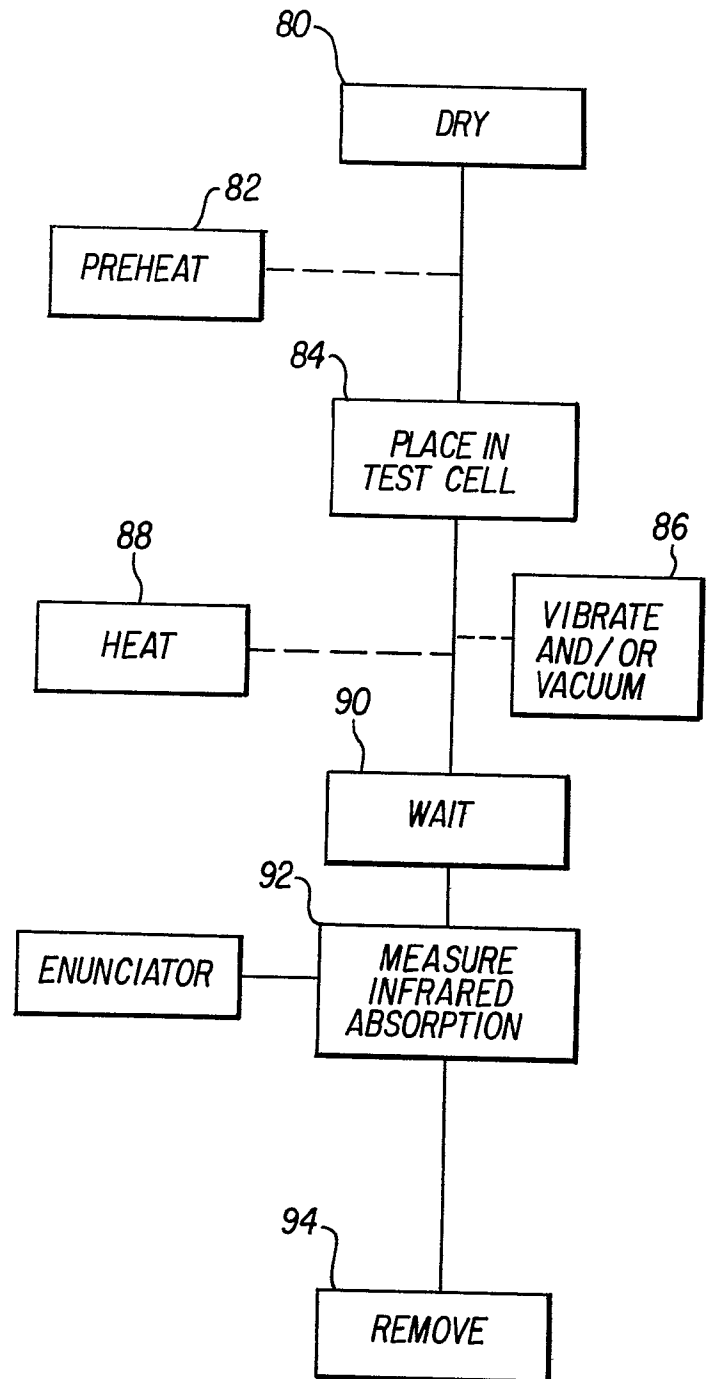 80
DRY
82
PREHEAT
84
PLACE IN
TEST CELL
86
88
VIBRATE
AND/OR
VACUUM
HEAT
90
WAIT
92
MEASURE
INFRARED
ABSORPTION
ENUNCIATOR
94
REMOVE